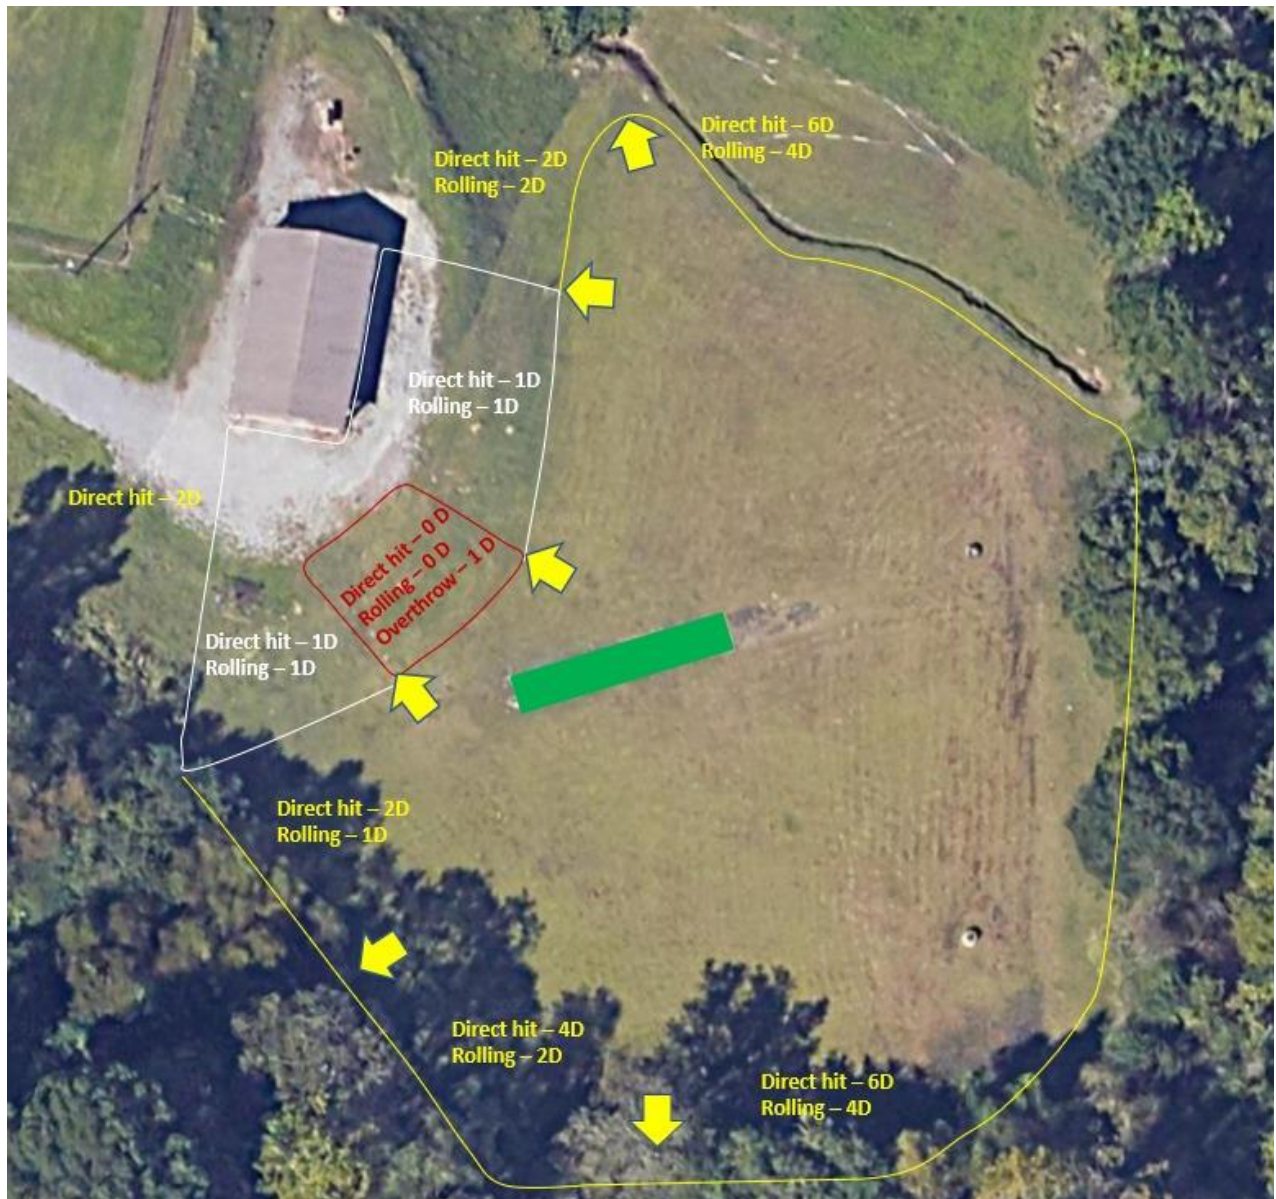 Direct hit – 6D
Rolling – 4D
Direct hit – 2D
Rolling – 2D
Direct hit – 1D
Rolling – 1D
Direct hit – 2D
Direct hit – 0 D
Rolling – 0 D
Overthrow – 1 D
Direct hit – 1D
Rolling – 1D
Direct hit – 2D
Rolling – 1D
Direct hit – 4D
Rolling – 2D
Direct hit – 6D
Rolling – 4D